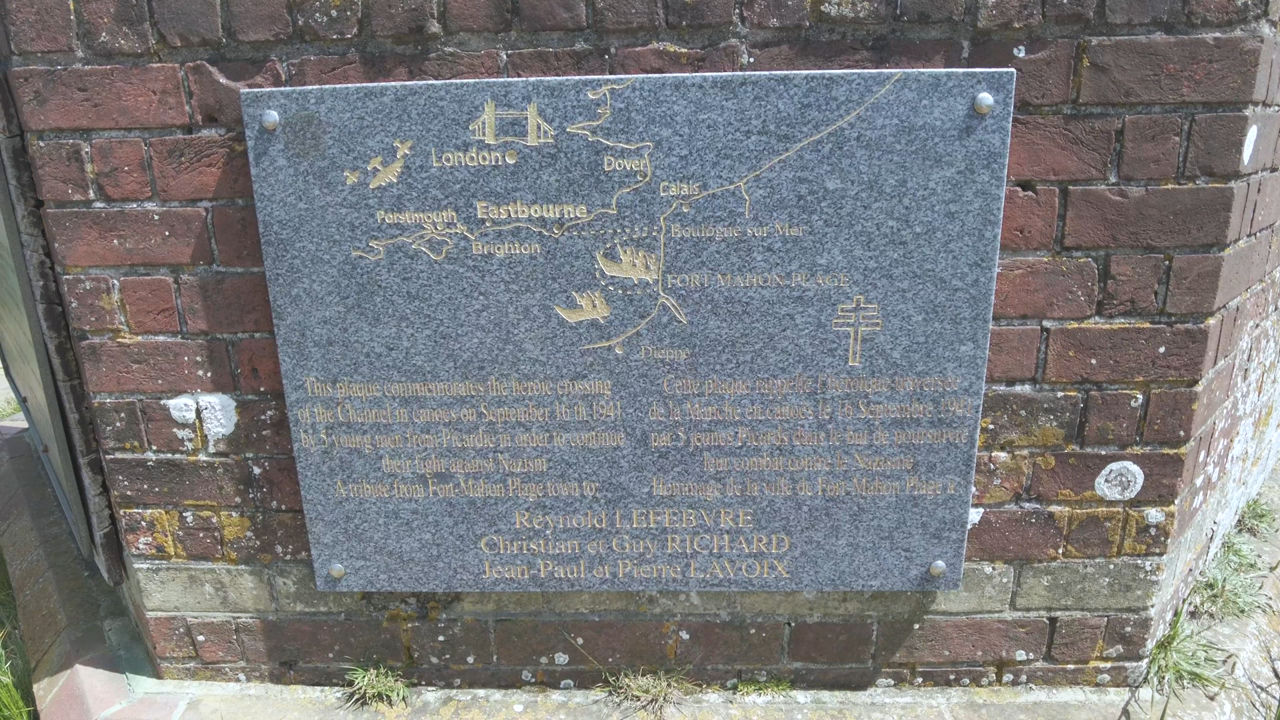 London
Dover
Calais
Porstmouth
Eastbourne
Brighton
Boulogne sur Mer
FORT-MAHON-PLAGE
Dieppe
This plaque commemorates the heroic crossing
of the Channel in canoes on September 16 th 1941
by 5 young men from Picardie in order to continue
their fight against Nazism
A tribute from Fort-Mahon Plage town to:
Cette plaque rappelle l'héroïque traversée
de la Manche en canoës le 16 Septembre 1941
par 5 jeunes Picards dans le but de poursuivre
leur combat contre le Nazisme
Hommage de la ville de Fort-Mahon Plage à
Reynold LEFEBVRE
Christian et Guy RICHARD
Jean-Paul et Pierre LAVOIX